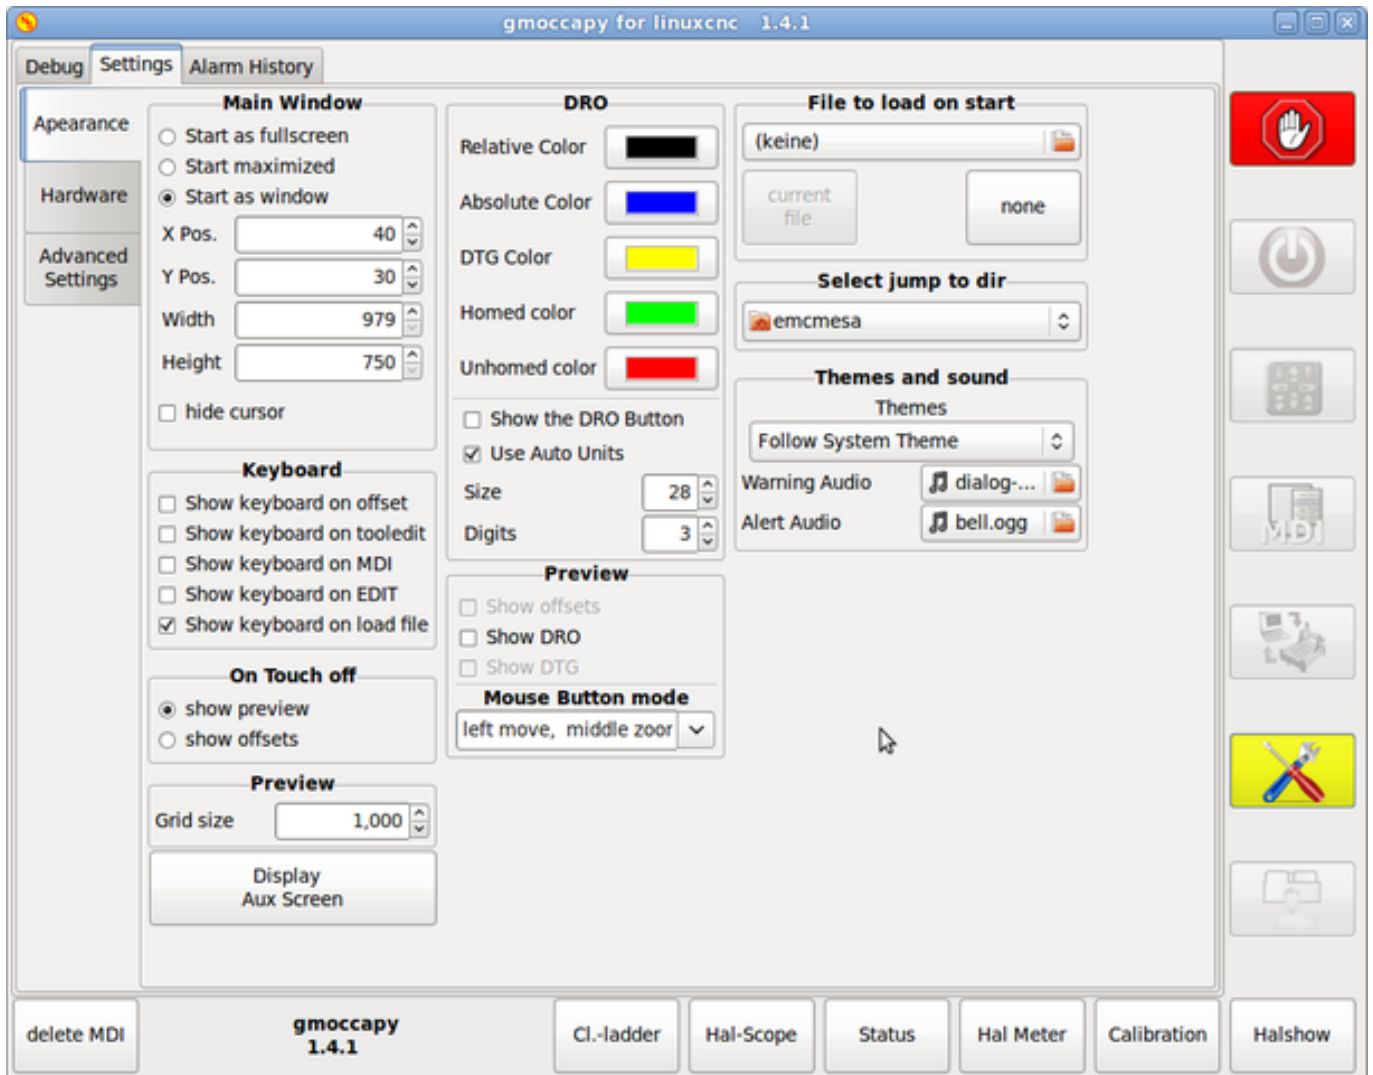 gmoccapy for linuxcnc 1.4.1
Debug
Settings
Alarm History
Apearance
Hardware
Advanced
Settings
Main Window
Start as fullscreen
Start maximized
Start as window
X Pos. 40
Y Pos. 30
Width 979
Height 750
hide cursor
Keyboard
Show keyboard on offset
Show keyboard on tooledit
Show keyboard on MDI
Show keyboard on EDIT
Show keyboard on load file
On Touch off
show preview
show offsets
Preview
Grid size 1,000
Display
Aux Screen
DRO
Relative Color
Absolute Color
DTG Color
Homed color
Unhomed color
Show the DRO Button
Use Auto Units
Size 28
Digits 3
Preview
Show offsets
Show DRO
Show DTG
Mouse Button mode
left move, middle zoor
File to load on start
(keine)
current
file
none
Select jump to dir
emcmesa
Themes and sound
Themes
Follow System Theme
Warning Audio dialog-...
Alert Audio bell.ogg
MDI
delete MDI
gmoccapy
1.4.1
Cl.-ladder
Hal-Scope
Status
Hal Meter
Calibration
Halshow